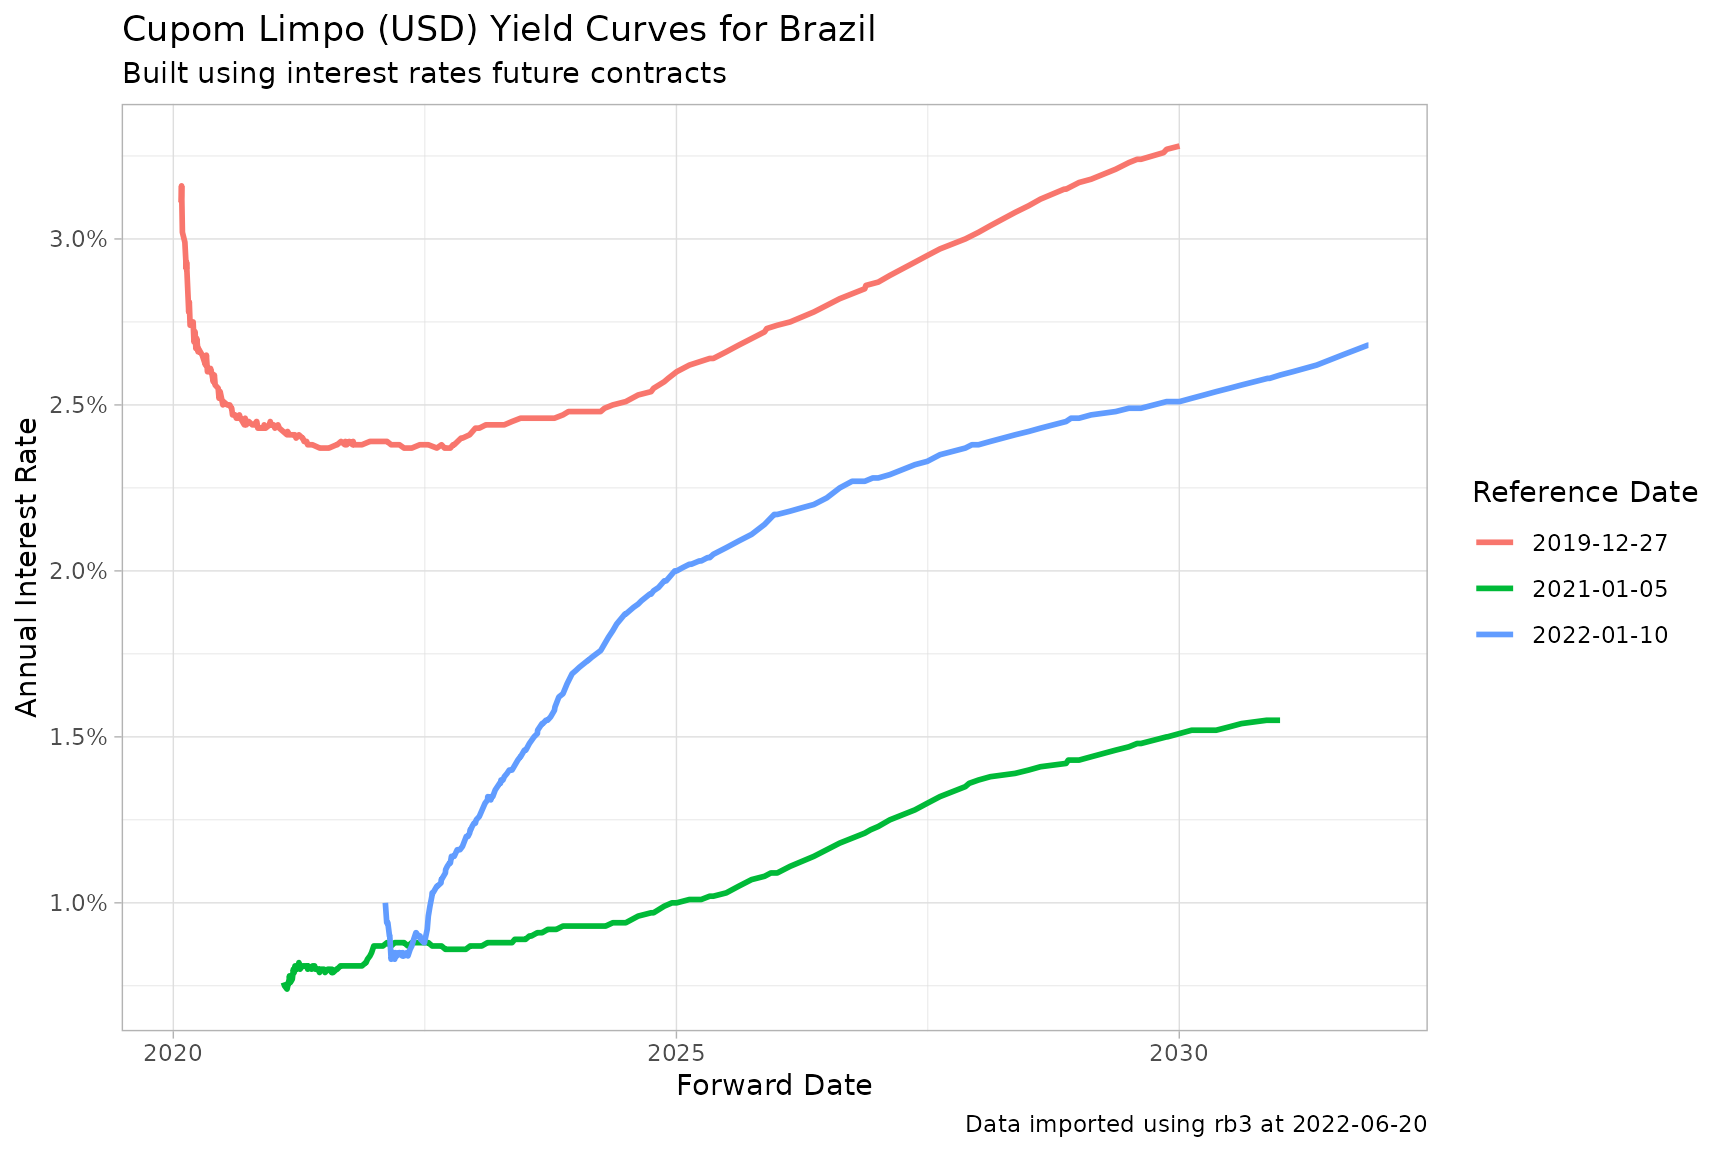 Cupom Limpo (USD) Yield Curves for Brazil
Built using interest rates future contracts
Annual Interest Rate
3.0%
2.5%
2.0%
1.5%
1.0%
2020
2025
2030
Forward Date
Reference Date
2019-12-27
2021-01-05
2022-01-10
Data imported using rb3 at 2022-06-20